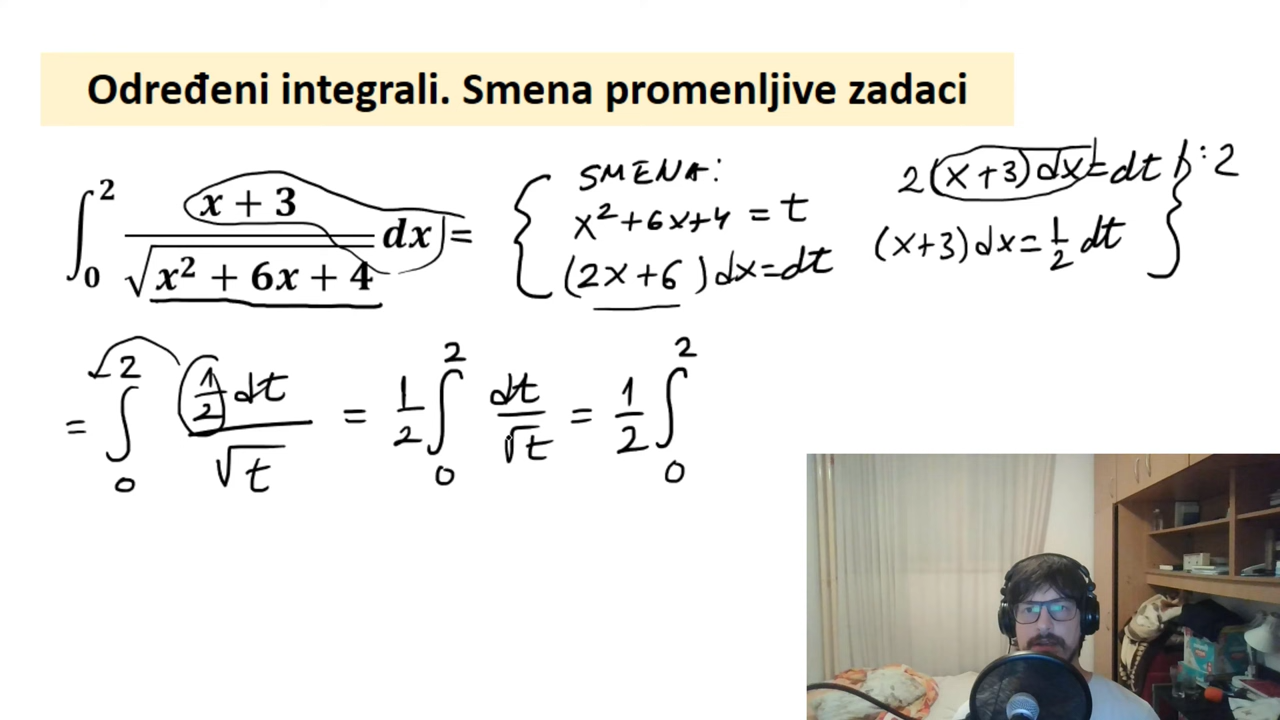 Određeni integrali. Smena promenljive zadaci
∫₀² (x + 3)/√(x² + 6x + 4) dx =
SMENA:
x² + 6x + 4 = t
(2x + 6)dx = dt
2(x + 3)dx = dt / : 2
(x + 3)dx = 1/2 dt
= ∫₀² (1/2 dt)/√t = 1/2 ∫₀² dt/√t = 1/2 ∫₀²